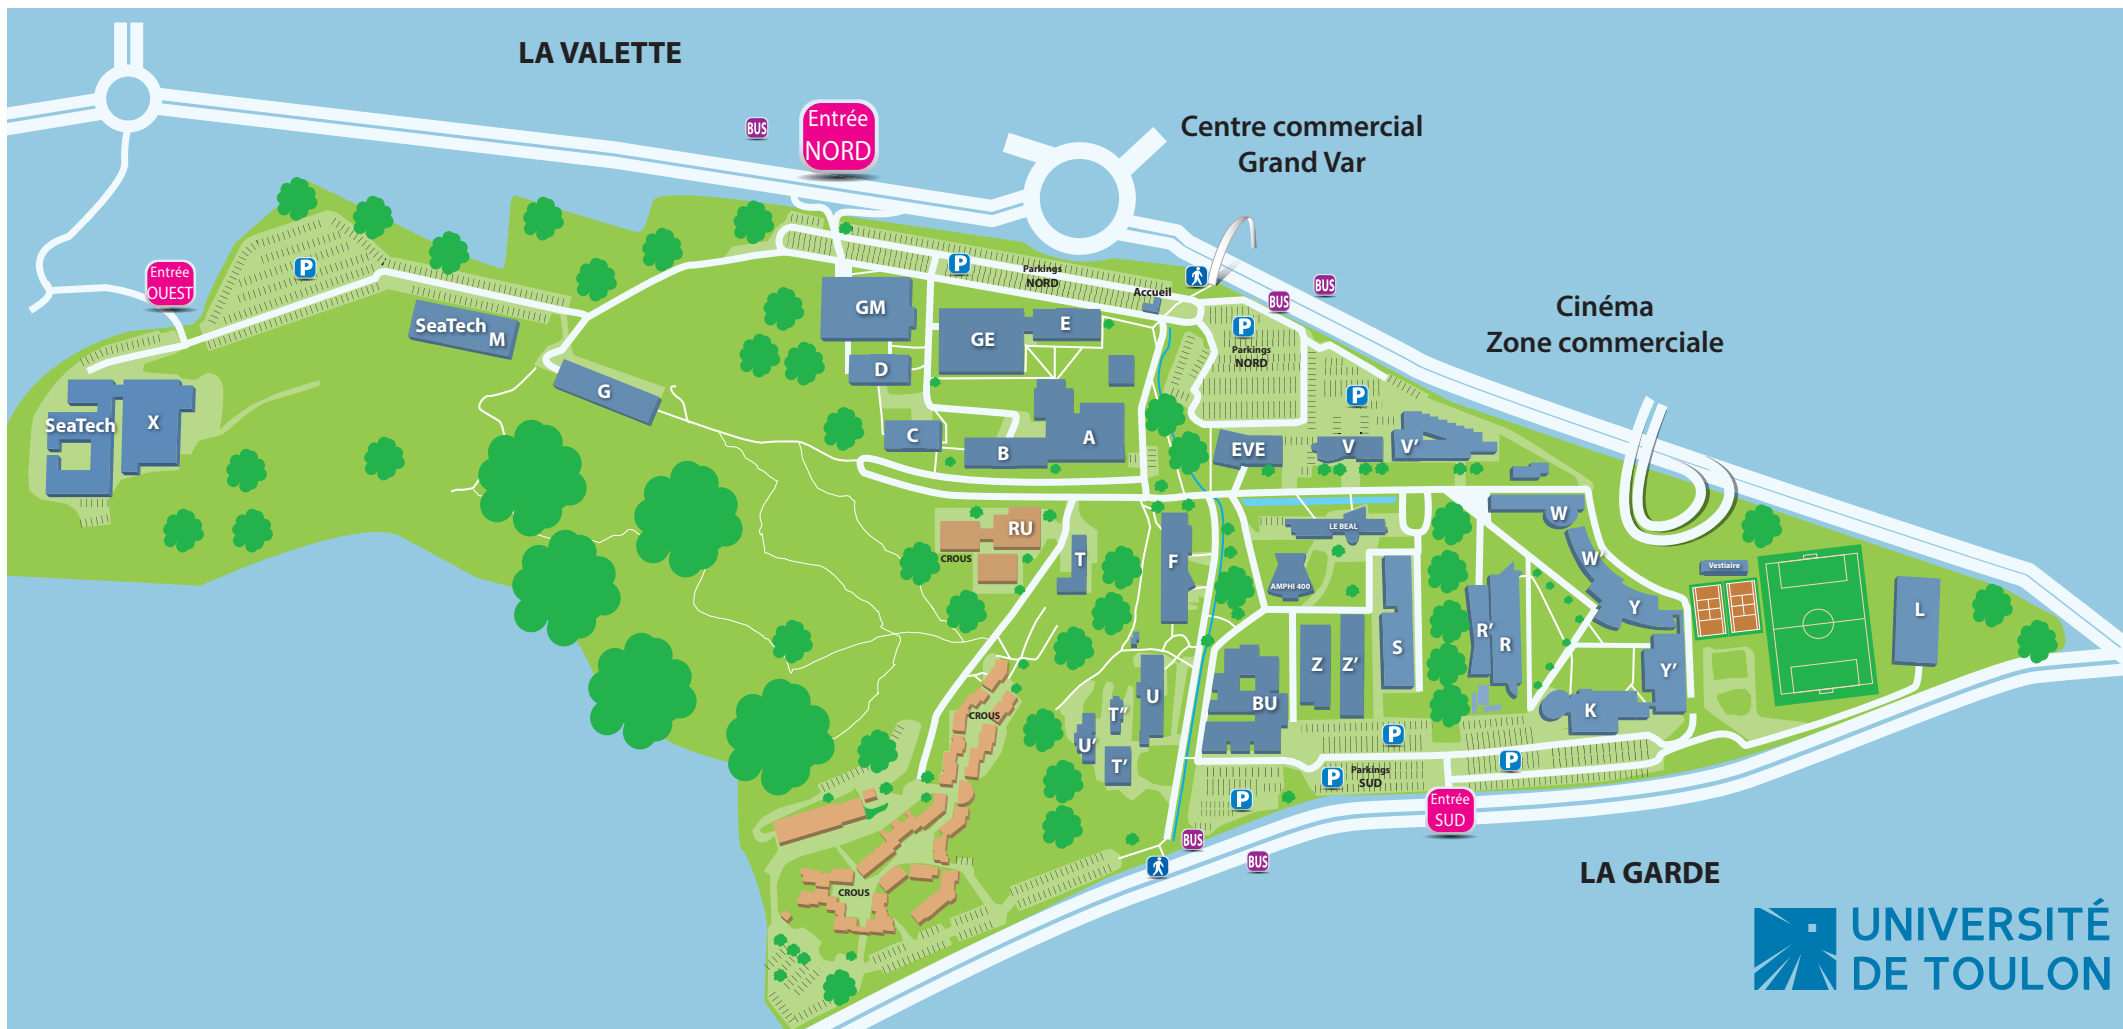 LA VALETTE
BUS
Entrée
NORD
Centre commercial
Grand Var
Entrée
OUEST
P
P
Parkings
NORD
Accueil
BUS
BUS
Cinéma
Zone commerciale
GM
GE
E
P
Parkings
NORD
SeaTech
M
D
G
P
SeaTech
X
C
B
A
EVE
V
V'
W
RU
CROUS
T
F
LE BEAL
AMPHI 400
W'
Vestiaire
Y
L
S
R'
R
Z
Z'
Y'
BU
K
U
T''
U'
T'
CROUS
P
P
P
Parkings
SUD
P
Entrée
SUD
BUS
BUS
CROUS
LA GARDE
UNIVERSITÉ
DE TOULON